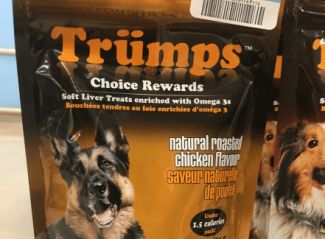 Trümps™
Choice Rewards
Soft Liver Treats enriched with Omega 3s
Bouchées tendres au foie enrichies d'oméga 3
natural roasted
chicken flavour
saveur naturelle
de poulet
Under
1.5 calories